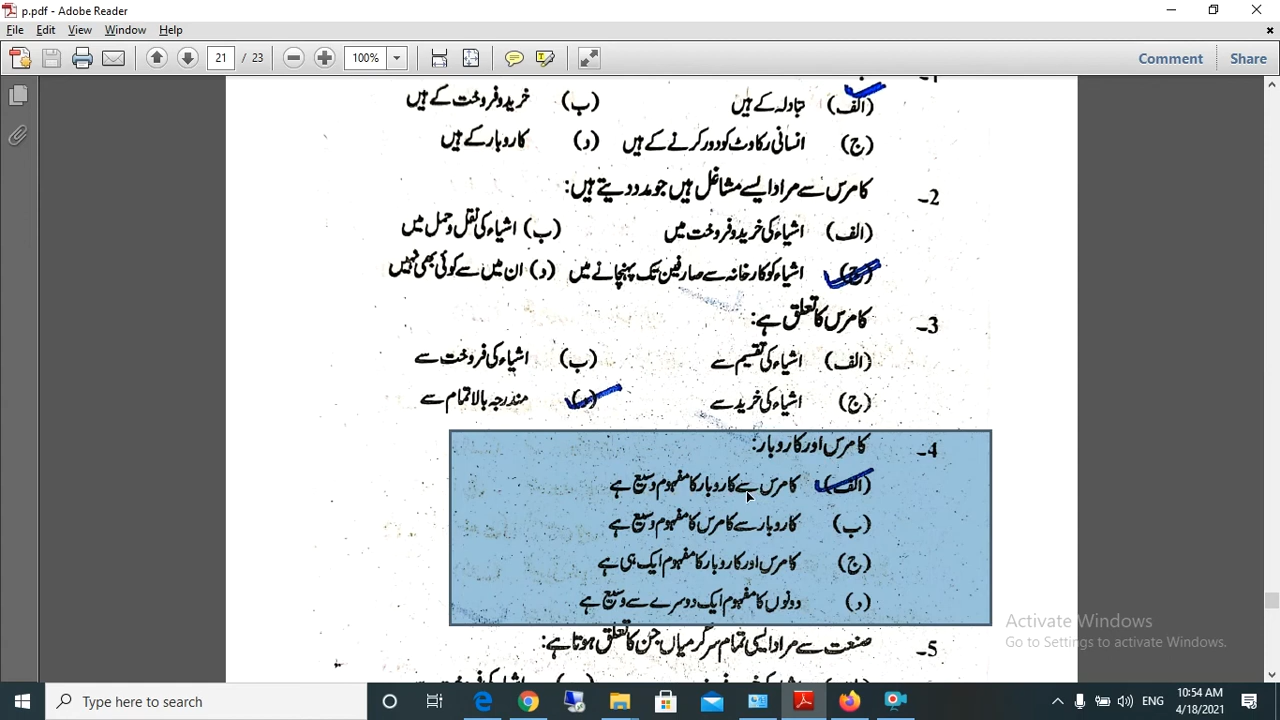 p.pdf - Adobe Reader
File Edit View Window Help
21 / 23 100% Comment Share
(الف) تبادلہ کے ہیں (ب) خرید و فروخت کے ہیں
(ج) انسانی رکاوٹ کو دور کرنے کے ہیں (د) کاروبار کے ہیں
2- کامرس سے مراد ایسے مشاغل ہیں جو مدد دیتے ہیں:
(الف) اشیاء کی خرید و فروخت میں (ب) اشیاء کی نقل و حمل میں
(ج) اشیاء کو کارخانہ سے صارفین تک پہنچانے میں (د) ان میں سے کوئی بھی نہیں
3- کامرس کا تعلق ہے:
(الف) اشیاء کی تقسیم سے (ب) اشیاء کی فروخت سے
(ج) اشیاء کی خرید سے (د) مندرجہ بالا تمام سے
4- کامرس اور کاروبار:
(الف) کامرس سے کاروبار کا مفہوم وسیع ہے
(ب) کاروبار سے کامرس کا مفہوم وسیع ہے
(ج) کامرس اور کاروبار کا مفہوم ایک ہی ہے
(د) دونوں کا مفہوم ایک دوسرے سے وسیع ہے
5- صنعت سے مراد ایسی تمام سرگرمیاں جن کا تعلق ہوتا ہے:
Activate Windows
Go to Settings to activate Windows.
Type here to search
ENG
10:54 AM
4/18/2021